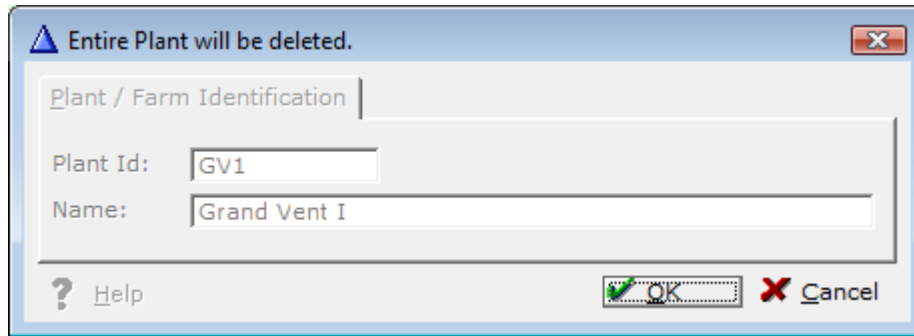 Entire Plant will be deleted.
Plant / Farm Identification
Plant Id: GV1
Name: Grand Vent I
? Help OK Cancel